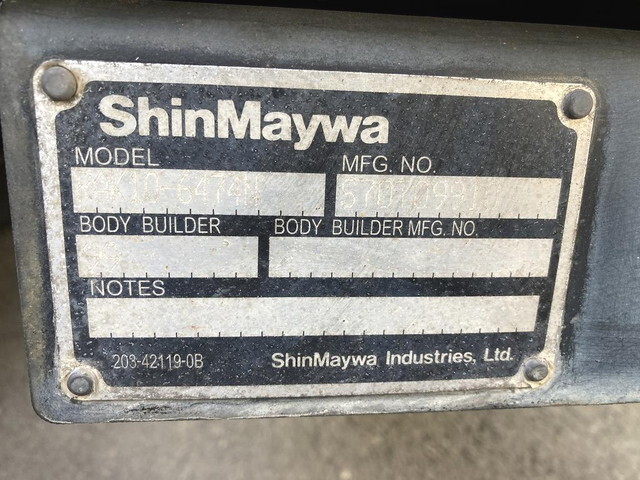 ShinMaywa
MODEL
MFG. NO.
BODY BUILDER
BODY BUILDER MFG. NO.
NOTES
203-42119-0B
ShinMaywa Industries, Ltd.